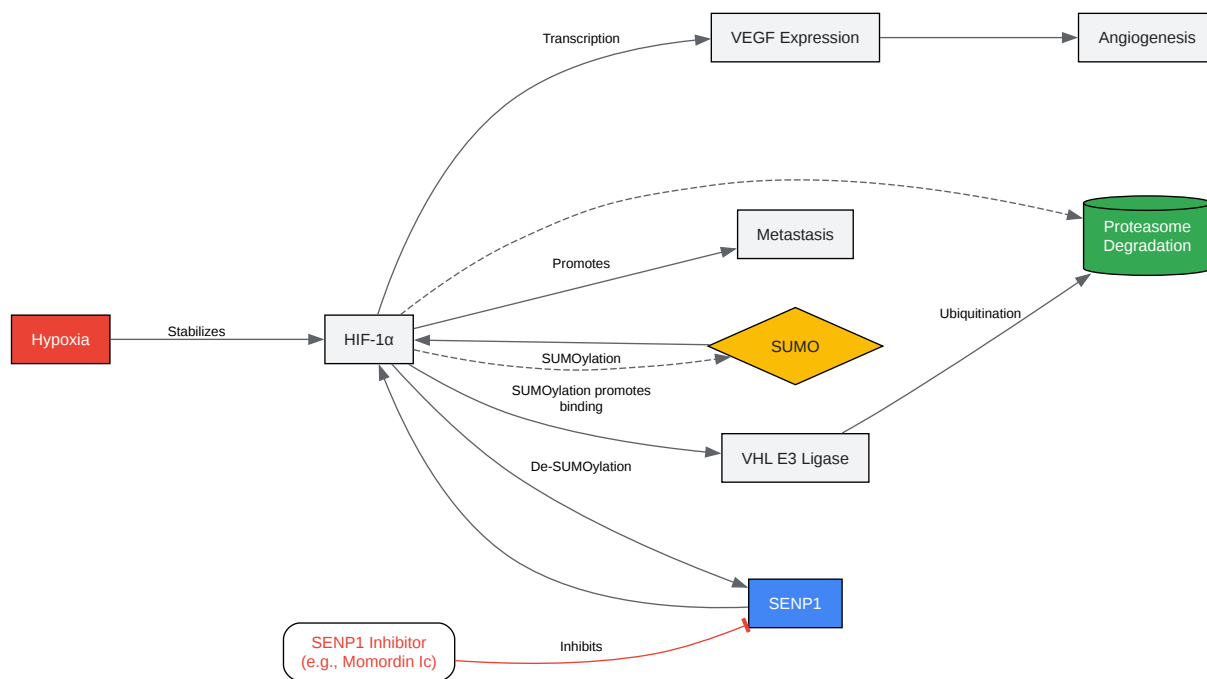 Transcription
VEGF Expression
Angiogenesis
Proteasome
Degradation
Metastasis
Promotes
Ubiquitination
Hypoxia
Stabilizes
HIF-1α
SUMO
SUMOylation
SUMOylation promotes
binding
VHL E3 Ligase
De-SUMOylation
SENP1
SENP1 Inhibitor
(e.g., Momordin Ic)
Inhibits